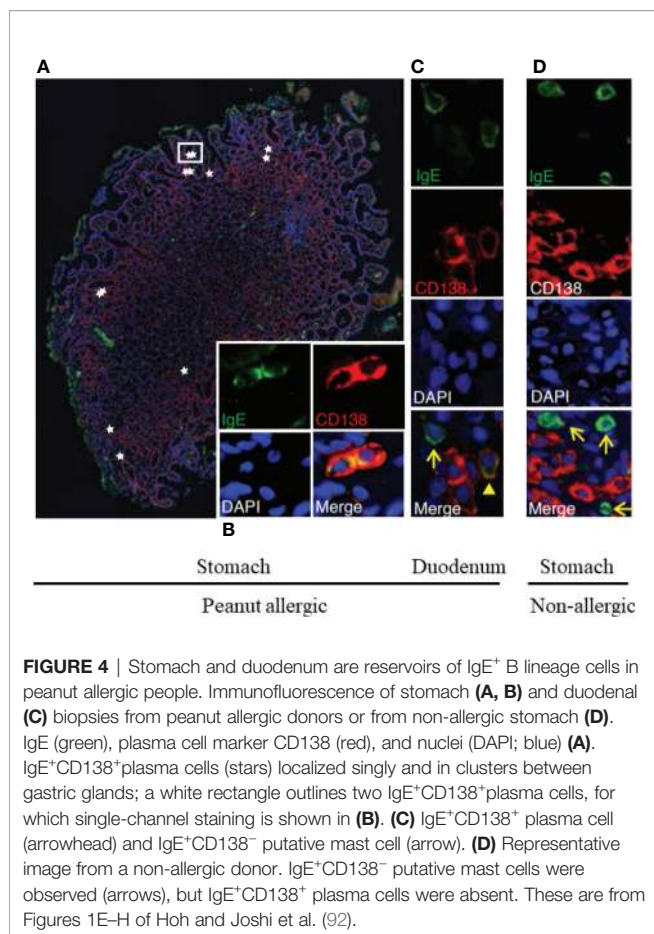 A
C
D
IgE
IgE
CD138
CD138
IgE
CD138
DAPI
DAPI
DAPI
Merge
Merge
Merge
B
Stomach
Duodenum
Stomach
Peanut allergic
Non-allergic
FIGURE 4 | Stomach and duodenum are reservoirs of IgE⁺ B lineage cells in
peanut allergic people. Immunofluorescence of stomach (A, B) and duodenal
(C) biopsies from peanut allergic donors or from non-allergic stomach (D).
IgE (green), plasma cell marker CD138 (red), and nuclei (DAPI; blue) (A).
IgE⁺CD138⁺plasma cells (stars) localized singly and in clusters between
gastric glands; a white rectangle outlines two IgE⁺CD138⁺plasma cells, for
which single-channel staining is shown in (B). (C) IgE⁺CD138⁺ plasma cell
(arrowhead) and IgE⁺CD138⁻ putative mast cell (arrow). (D) Representative
image from a non-allergic donor. IgE⁺CD138⁻ putative mast cells were
observed (arrows), but IgE⁺CD138⁺ plasma cells were absent. These are from
Figures 1E–H of Hoh and Joshi et al. (92).